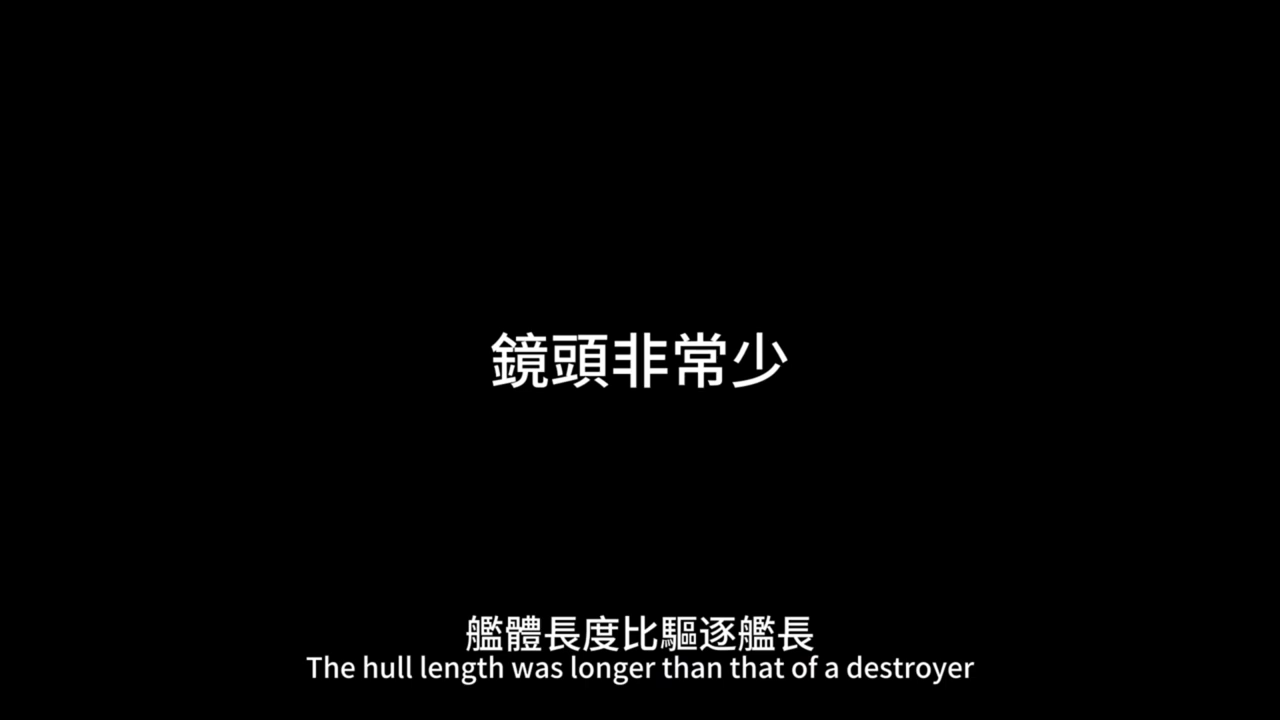 鏡頭非常少
艦體長度比驅逐艦長
The hull length was longer than that of a destroyer